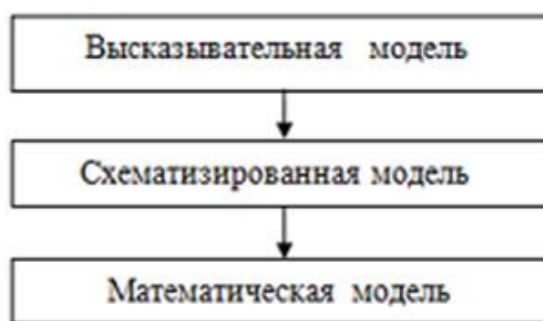 Высказывательная модель
Схематизированная модель
Математическая модель